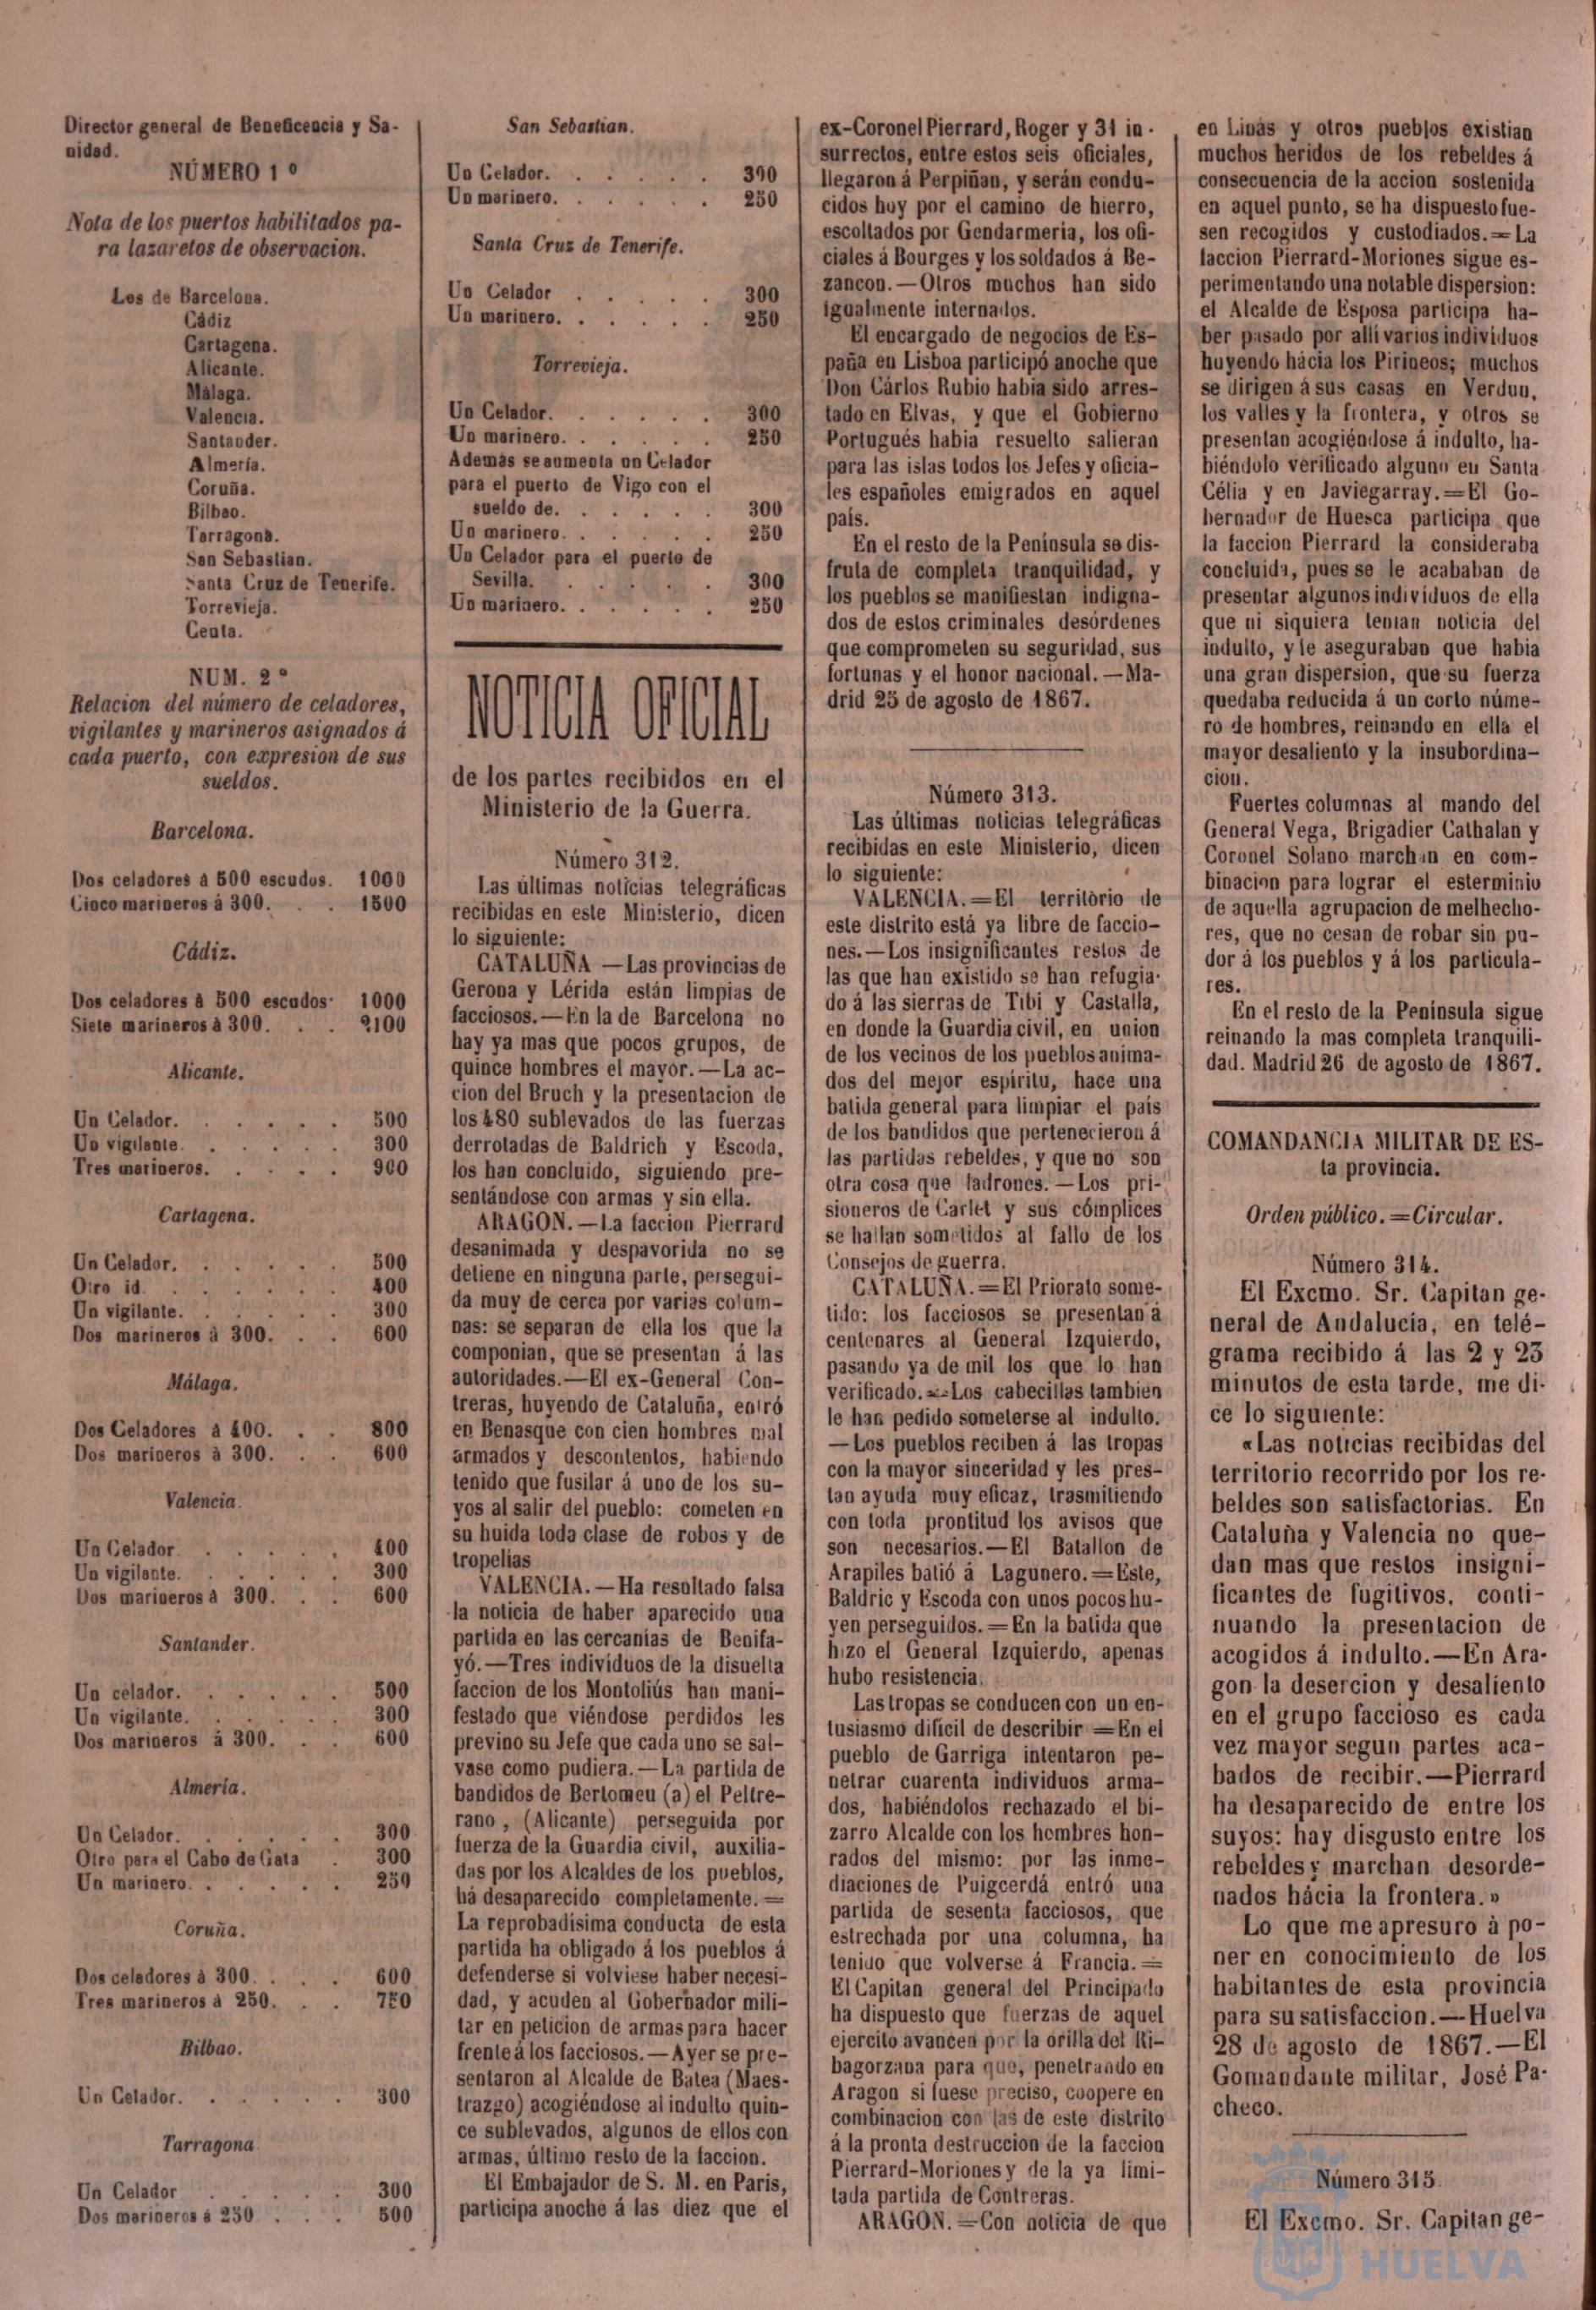 Director general de Beneficencia y Sa-
nidad.
NÚMERO 1 º
Nota de los puertos habilitados pa-
ra lazaretos de observacion.
Los de Barcelona.
Cádiz
Cartagena.
Alicante.
Málaga.
Valencia.
Santander.
Almería.
Coruña.
Bilbao.
Tarragona.
San Sebastian.
Santa Cruz de Tenerife.
Torrevieja.
Ceuta.
NUM. 2 º
Relacion del número de celadores,
vigilantes y marineros asignados á
cada puerto, con expresion de sus
sueldos.
Barcelona.
Dos celadores á 500 escudos. 1000
Cinco marineros á 300. . . 1500
Cádiz.
Dos celadores á 500 escudos· 1000
Siete marineros à 300. . . 2100
Alicante.
Un Celador. . . . . . 500
Un vigilante. . . . . . 300
Tres marineros. . . . . 900
Cartagena.
Un Celador. . . . . . 500
Otro id. . . . . . . 400
Un vigilante. . . . . . 300
Dos marineros à 300. . . 600
Málaga.
Dos Celadores á 400. . . 800
Dos marineros à 300. . . 600
Valencia.
Un Celador. . . . . . 400
Un vigilante. . . . . . 300
Dos marineros à 300. . . 600
Santander.
Un celador. . . . . . 500
Un vigilante. . . . . . 300
Dos marineros á 300. . . 600
Almería.
Un Celador. . . . . . 300
Otro para el Cabo de Gata . 300
Un marinero. . . . . . 250
Coruña.
Dos celadores à 300. . . . 600
Tres marineros à 250. . . 750
Bilbao.
Un Celador. . . . . . 300
Tarragona
Un Celador . . . . . 300
Dos marineros á 250 . . . 500
San Sebastian.
Un Celador. . . . . . 300
Un marinero. . . . . . 250
Santa Cruz de Tenerife.
Un Celador . . . . . 300
Un marinero. . . . . . 250
Torrevieja.
Un Celador. . . . . . 300
Un marinero. . . . . . 250
Además se aumenta un Celador
para el puerto de Vigo con el
sueldo de. . . . . . 300
Un marinero. . . . . . 250
Un Celador para el puerto de
Sevilla. . . . . . . 300
Un marinero. . . . . . 250
NOTICIA OFICIAL
de los partes recibidos en el
Ministerio de la Guerra.
Número 312.
Las últimas noticias telegráficas
recibidas en este Ministerio, dicen
lo siguiente:
CATALUÑA —Las provincias de
Gerona y Lérida están limpias de
facciosos.—En la de Barcelona no
hay ya mas que pocos grupos, de
quince hombres el mayor.—La ac-
cion del Bruch y la presentacion de
los 480 sublevados de las fuerzas
derrotadas de Baldrich y Escoda,
los han concluido, siguiendo pre-
sentándose con armas y sin ella.
ARAGON.—La faccion Pierrard
desanimada y despavorida no se
detiene en ninguna parte, persegui-
da muy de cerca por varias colum-
nas: se separan de ella los que la
componian, que se presentan á las
autoridades.—El ex-General Con-
treras, huyendo de Cataluña, entró
en Benasque con cien hombres mal
armados y descontentos, habiendo
tenido que fusilar á uno de los su-
yos al salir del pueblo: cometen en
su huida toda clase de robos y de
tropelias
VALENCIA.—Ha resultado falsa
la noticia de haber aparecido una
partida en las cercanías de Benifa-
yó.—Tres individuos de la disuelta
faccion de los Montoliús han mani-
festado que viéndose perdidos les
previno su Jefe que cada uno se sal-
vase como pudiera.—La partida de
bandidos de Bertomeu (a) el Peltre-
rano , (Alicante) perseguida por
fuerza de la Guardia civil, auxilia-
das por los Alcaldes de los pueblos,
há desaparecido completamente.=
La reprobadísima conducta de esta
partida ha obligado á los pueblos á
defenderse si volviese haber necesi-
dad, y acuden al Gobernador mili-
tar en peticion de armas para hacer
frente á los facciosos.—Ayer se pre-
sentaron al Alcalde de Batea (Maes-
trazgo) acogiéndose al indulto quin-
ce sublevados, algunos de ellos con
armas, último resto de la faccion.
El Embajador de S. M. en Paris,
participa anoche á las diez que el
ex-Coronel Pierrard, Roger y 31 in-
surrectos, entre estos seis oficiales,
llegaron á Perpiñan, y serán condu-
cidos hoy por el camino de hierro,
escoltados por Gendarmeria, los ofi-
ciales á Bourges y los soldados á Be-
zancon.—Otros muchos han sido
igualmente internados.
El encargado de negocios de Es-
paña en Lisboa participó anoche que
Don Cárlos Rubio habia sido arres-
tado en Elvas, y que el Gobierno
Portugués habia resuelto salieran
para las islas todos los Jefes y oficia-
les españoles emigrados en aquel
país.
En el resto de la Península se dis-
fruta de completa tranquilidad, y
los pueblos se manifiestan indigna-
dos de estos criminales desórdenes
que comprometen su seguridad, sus
fortunas y el honor nacional.—Ma-
drid 25 de agosto de 1867.
Número 313.
Las últimas noticias telegráficas
recibidas en este Ministerio, dicen
lo siguiente:
VALENCIA.=El territorio de
este distrito está ya libre de faccio-
nes.—Los insignificantes restos de
las que han existido se han refugia-
do á las sierras de Tibi y Castalla,
en donde la Guardia civil, en union
de los vecinos de los pueblos anima-
dos del mejor espíritu, hace una
batida general para limpiar el país
de los bandidos que pertenecieron á
las partidas rebeldes, y que no son
otra cosa que ladrones.—Los pri-
sioneros de Carlet y sus cómplices
se hallan sometidos al fallo de los
Consejos de guerra.
CATALUÑA.=El Priorato some-
tido: los facciosos se presentan á
centenares al General Izquierdo,
pasando ya de mil los que lo han
verificado.=Los cabecillas tambien
le han pedido someterse al indulto.
—Los pueblos reciben á las tropas
con la mayor sinceridad y les pres-
tan ayuda muy eficaz, trasmitiendo
con toda prontitud los avisos que
son necesarios.—El Batallon de
Arapiles batió á Lagunero.=Este,
Baldric y Escoda con unos pocos hu-
yen perseguidos.=En la batida que
hizo el General Izquierdo, apenas
hubo resistencia.
Las tropas se conducen con un en-
tusiasmo dificil de describir =En el
pueblo de Garriga intentaron pe-
netrar cuarenta individuos arma-
dos, habiéndolos rechazado el bi-
zarro Alcalde con los hombres hon-
rados del mismo: por las inme-
diaciones de Puigcerdá entró una
partida de sesenta facciosos, que
estrechada por una columna, ha
tenido que volverse á Francia.=
El Capitan general del Principado
ha dispuesto que fuerzas de aquel
ejercito avancen por la orilla del Ri-
bagorzana para que, penetrando en
Aragon si fuese preciso, coopere en
combinacion con las de este distrito
á la pronta destruccion de la faccion
Pierrard-Moriones y de la ya limi-
tada partida de Contreras.
ARAGON.=Con noticia de que
en Linás y otros pueblos existian
muchos heridos de los rebeldes á
consecuencia de la accion sostenida
en aquel punto, se ha dispuesto fue-
sen recogidos y custodiados.=La
faccion Pierrard-Moriones sigue es-
perimentando una notable dispersion:
el Alcalde de Esposa participa ha-
ber pasado por allí varios individuos
huyendo hácia los Pirineos; muchos
se dirigen á sus casas en Verdun,
los valles y la frontera, y otros se
presentan acogiéndose á indulto, ha-
biéndolo verificado alguno en Santa
Célia y en Javiegarray.=El Go-
bernador de Huesca participa que
la faccion Pierrard la consideraba
concluida, pues se le acababan de
presentar algunos individuos de ella
que ni siquiera tenian noticia del
indulto, y le aseguraban que habia
una gran dispersion, que su fuerza
quedaba reducida á un corto núme-
ro de hombres, reinando en ella el
mayor desaliento y la insubordina-
cion.
Fuertes columnas al mando del
General Vega, Brigadier Cathalan y
Coronel Solano marchan en com-
binacion para lograr el esterminio
de aquella agrupacion de melhecho-
res, que no cesan de robar sin pu-
dor á los pueblos y á los particula-
res.
En el resto de la Península sigue
reinando la mas completa tranquili-
dad. Madrid 26 de agosto de 1867.
COMANDANCIA MILITAR DE ES-
ta provincia.
Orden público.=Circular.
Número 314.
El Excmo. Sr. Capitan ge-
neral de Andalucía, en telé-
grama recibido á las 2 y 23
minutos de esta tarde, me di-
ce lo siguiente:
«Las noticias recibidas del
territorio recorrido por los re-
beldes son satisfactorias. En
Cataluña y Valencia no que-
dan mas que restos insigni-
ficantes de fugitivos, conti-
nuando la presentacion de
acogidos á indulto.—En Ara-
gon la desercion y desaliento
en el grupo faccioso es cada
vez mayor segun partes aca-
bados de recibir.—Pierrard
ha desaparecido de entre los
suyos: hay disgusto entre los
rebeldes y marchan desorde-
nados hácia la frontera.»
Lo que me apresuro à po-
ner en conocimiento de los
habitantes de esta provincia
para su satisfaccion.—Huelva
28 de agosto de 1867.—El
Gomandante militar, José Pa-
checo.
Número 315.
El Excmo. Sr. Capitan ge-
HUELVA